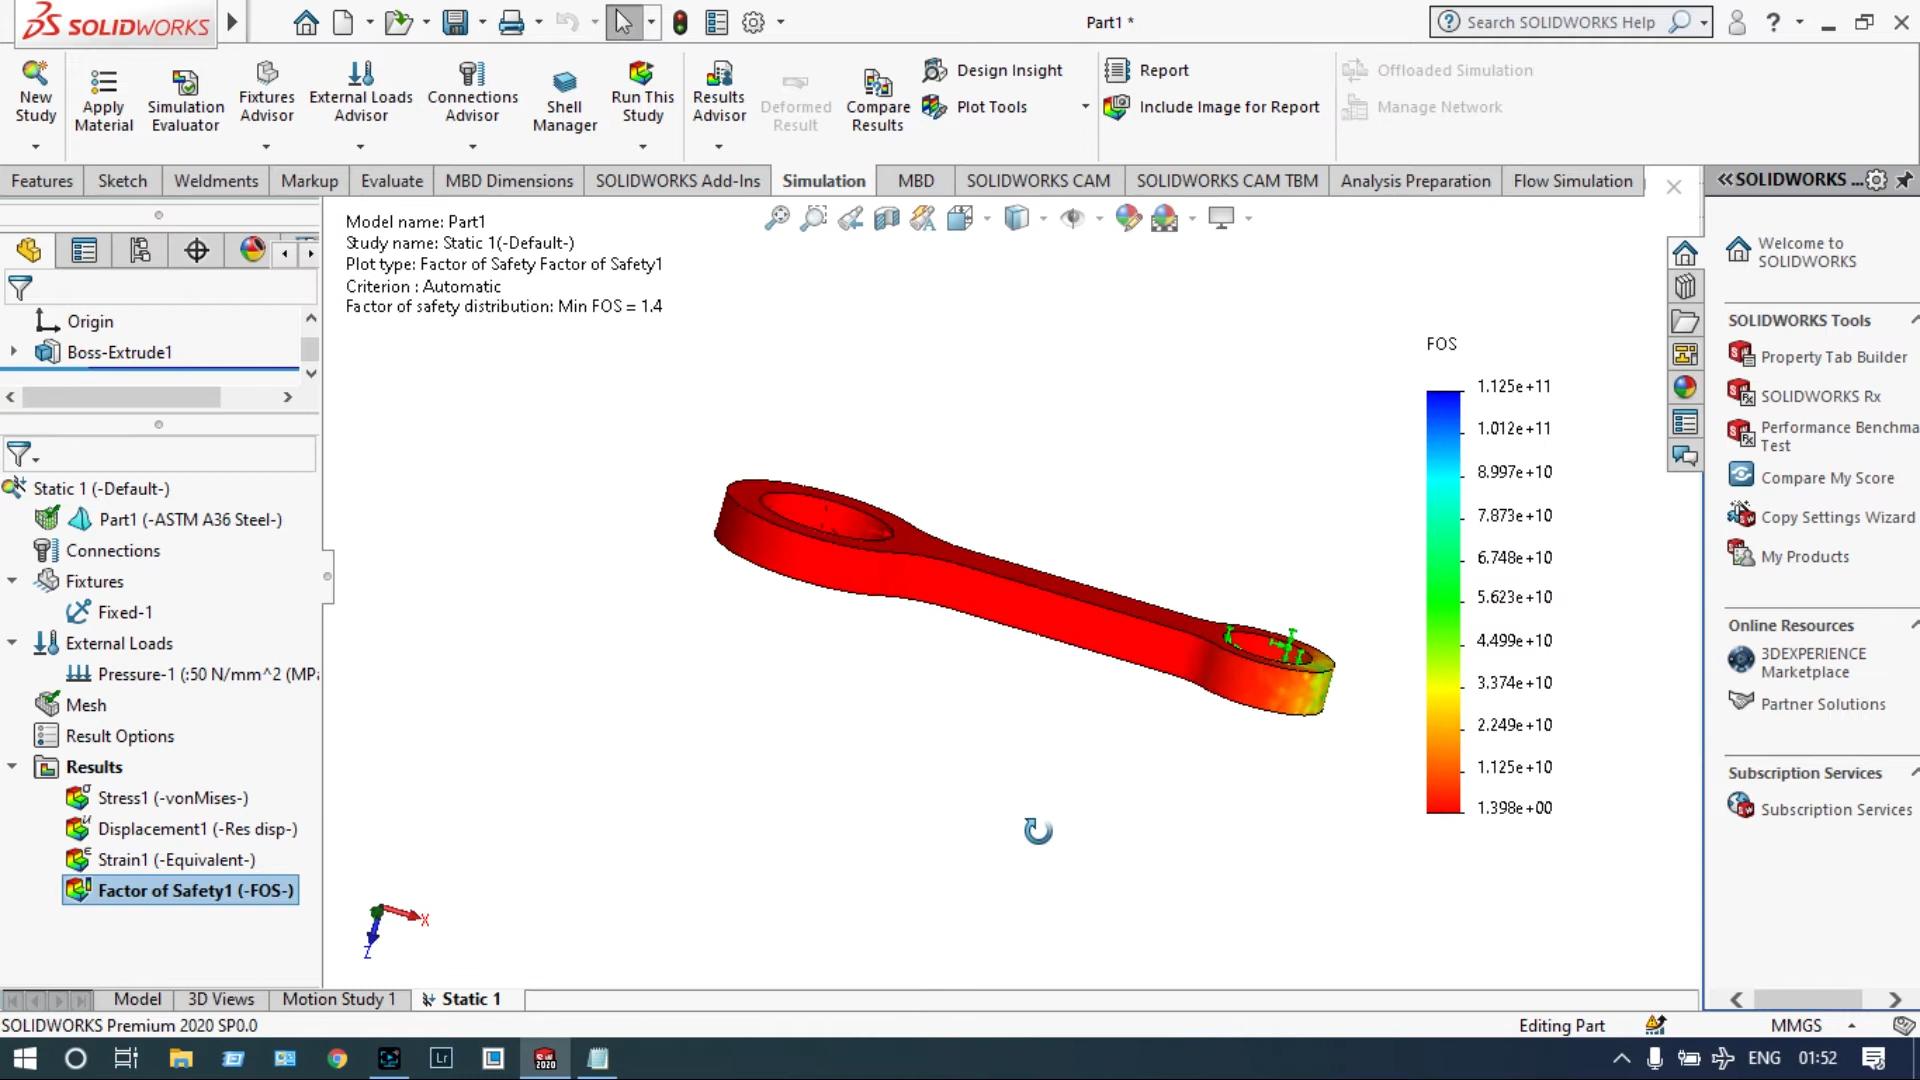 SOLIDWORKS
Part1 *
Search SOLIDWORKS Help
New Study
Apply Material
Simulation Evaluator
Fixtures Advisor
External Loads Advisor
Connections Advisor
Shell Manager
Run This Study
Results Advisor
Deformed Result
Compare Results
Design Insight
Plot Tools
Report
Include Image for Report
Offloaded Simulation
Manage Network
Features
Sketch
Weldments
Markup
Evaluate
MBD Dimensions
SOLIDWORKS Add-Ins
Simulation
MBD
SOLIDWORKS CAM
SOLIDWORKS CAM TBM
Analysis Preparation
Flow Simulation
SOLIDWORKS ...
Model name: Part1
Study name: Static 1(-Default-)
Plot type: Factor of Safety Factor of Safety1
Criterion : Automatic
Factor of safety distribution: Min FOS = 1.4
Origin
Boss-Extrude1
Static 1 (-Default-)
Part1 (-ASTM A36 Steel-)
Connections
Fixtures
Fixed-1
External Loads
Pressure-1 (:50 N/mm^2 (MPa
Mesh
Result Options
Results
Stress1 (-vonMises-)
Displacement1 (-Res disp-)
Strain1 (-Equivalent-)
Factor of Safety1 (-FOS-)
FOS
1.125e+11
1.012e+11
8.997e+10
7.873e+10
6.748e+10
5.623e+10
4.499e+10
3.374e+10
2.249e+10
1.125e+10
1.398e+00
X
Z
Welcome to
SOLIDWORKS
SOLIDWORKS Tools
Property Tab Builder
SOLIDWORKS Rx
Performance Benchma
Test
Compare My Score
Copy Settings Wizard
My Products
Online Resources
3DEXPERIENCE
Marketplace
Partner Solutions
Subscription Services
Subscription Services
Model
3D Views
Motion Study 1
Static 1
SOLIDWORKS Premium 2020 SP0.0
Editing Part
MMGS
Lr
SW
2020
ENG
01:52